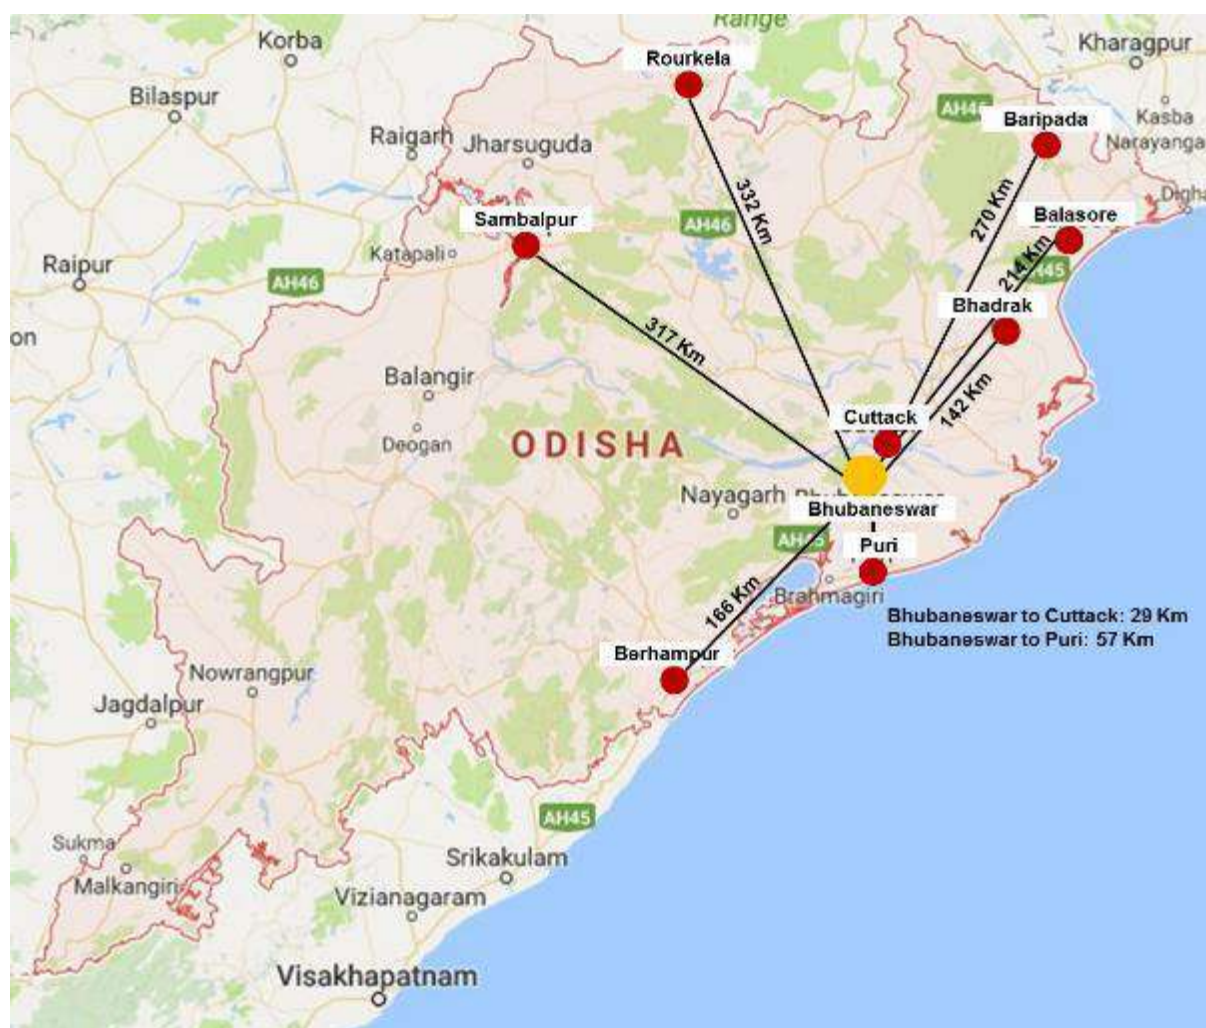 Range
Korba
Rourkela
Kharagpur
Bilaspur
AH46
Baripada
Kasba
Narayanga
Raigarh
Jharsuguda
332 Km
270 Km
Digha
Sambalpur
AH46
Balasore
Katapali
214 Km
Raipur
AH46
AH45
Bhadrak
on
317 Km
Balangir
142 Km
Cuttack
Deogan
ODISHA
Nayagarh
Bhubaneswar
AH45
Puri
Brahmagiri
166 Km
Bhubaneswar to Cuttack: 29 Km
Bhubaneswar to Puri: 57 Km
Berhampur
Nowrangpur
Jagdalpur
AH45
Sukma
Srikakulam
Malkangiri
Vizianagaram
Visakhapatnam